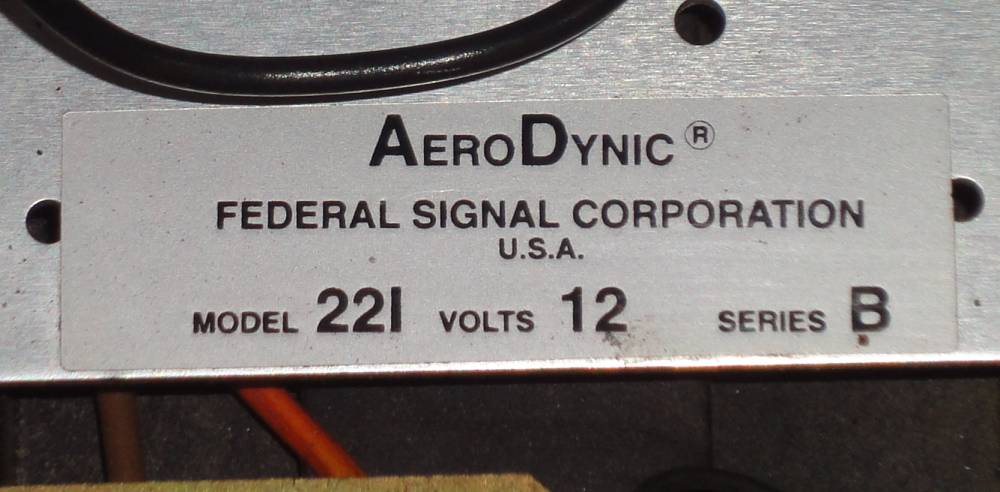 AERODYNIC®
FEDERAL SIGNAL CORPORATION
U.S.A.
MODEL 22I VOLTS 12 SERIES B